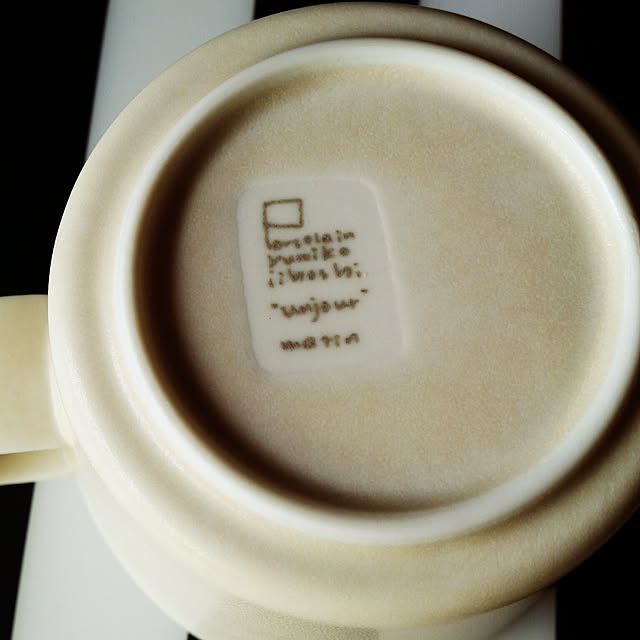 porcelain
yumiko
iihoshi
"unjour"
matin